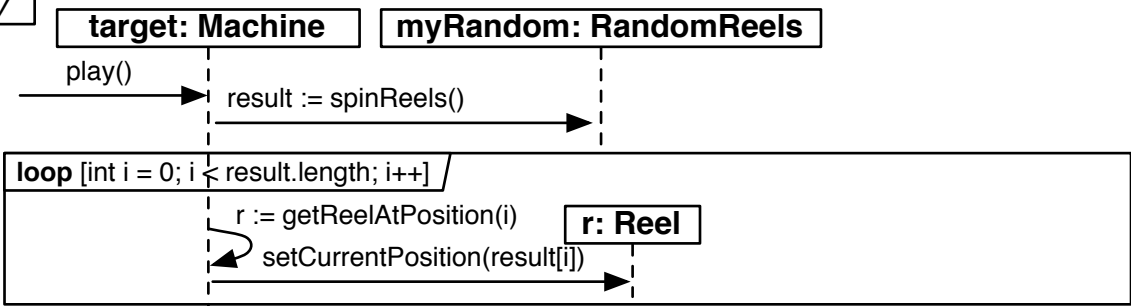 target: Machine
myRandom: RandomReels
play()
result := spinReels()
loop [int i = 0; i < result.length; i++]
r := getReelAtPosition(i)
r: Reel
setCurrentPosition(result[i])